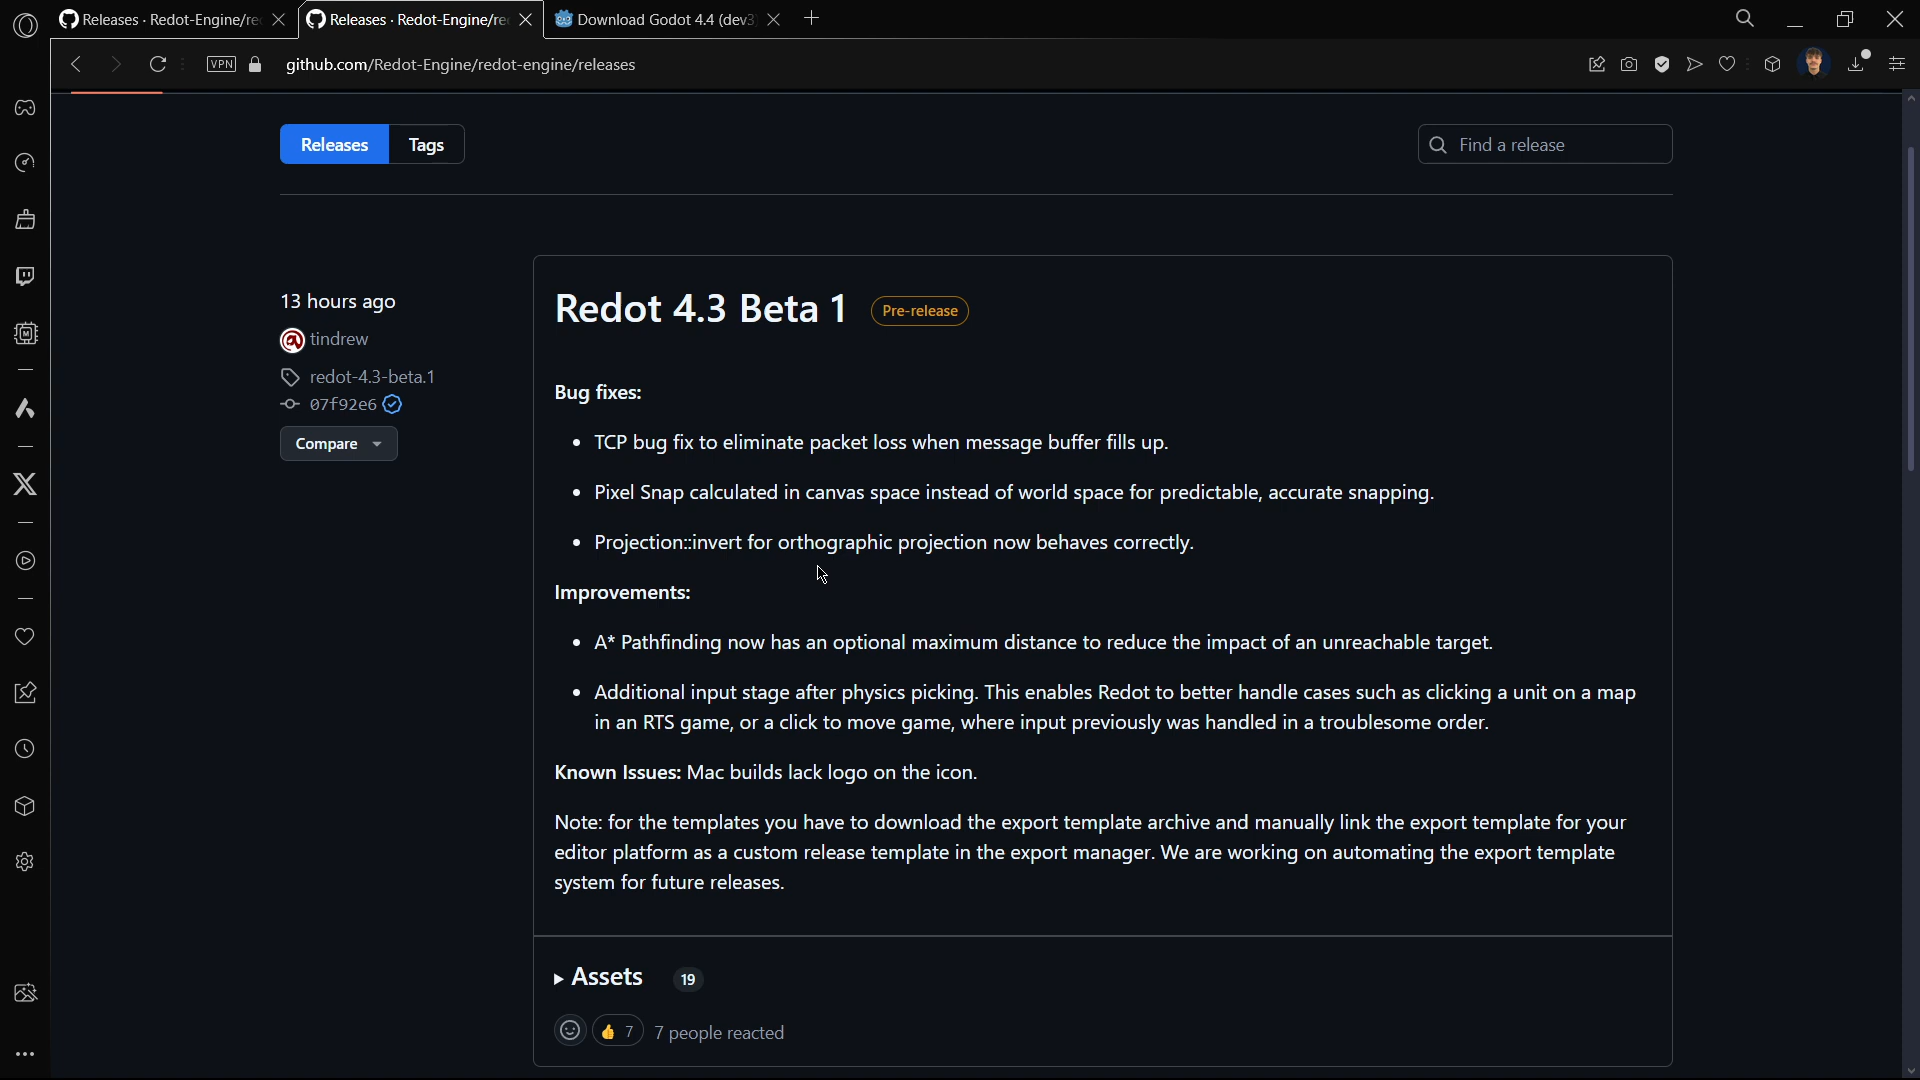 Releases · Redot-Engine/re
Releases · Redot-Engine/re
Download Godot 4.4 (dev3
VPN
github.com/Redot-Engine/redot-engine/releases
Releases
Tags
Find a release
13 hours ago
tindrew
redot-4.3-beta.1
07f92e6
Compare
Redot 4.3 Beta 1
Pre-release
Bug fixes:
• TCP bug fix to eliminate packet loss when message buffer fills up.
• Pixel Snap calculated in canvas space instead of world space for predictable, accurate snapping.
• Projection::invert for orthographic projection now behaves correctly.
Improvements:
• A* Pathfinding now has an optional maximum distance to reduce the impact of an unreachable target.
• Additional input stage after physics picking. This enables Redot to better handle cases such as clicking a unit on a map
in an RTS game, or a click to move game, where input previously was handled in a troublesome order.
Known Issues: Mac builds lack logo on the icon.
Note: for the templates you have to download the export template archive and manually link the export template for your
editor platform as a custom release template in the export manager. We are working on automating the export template
system for future releases.
Assets 19
👍 7 7 people reacted